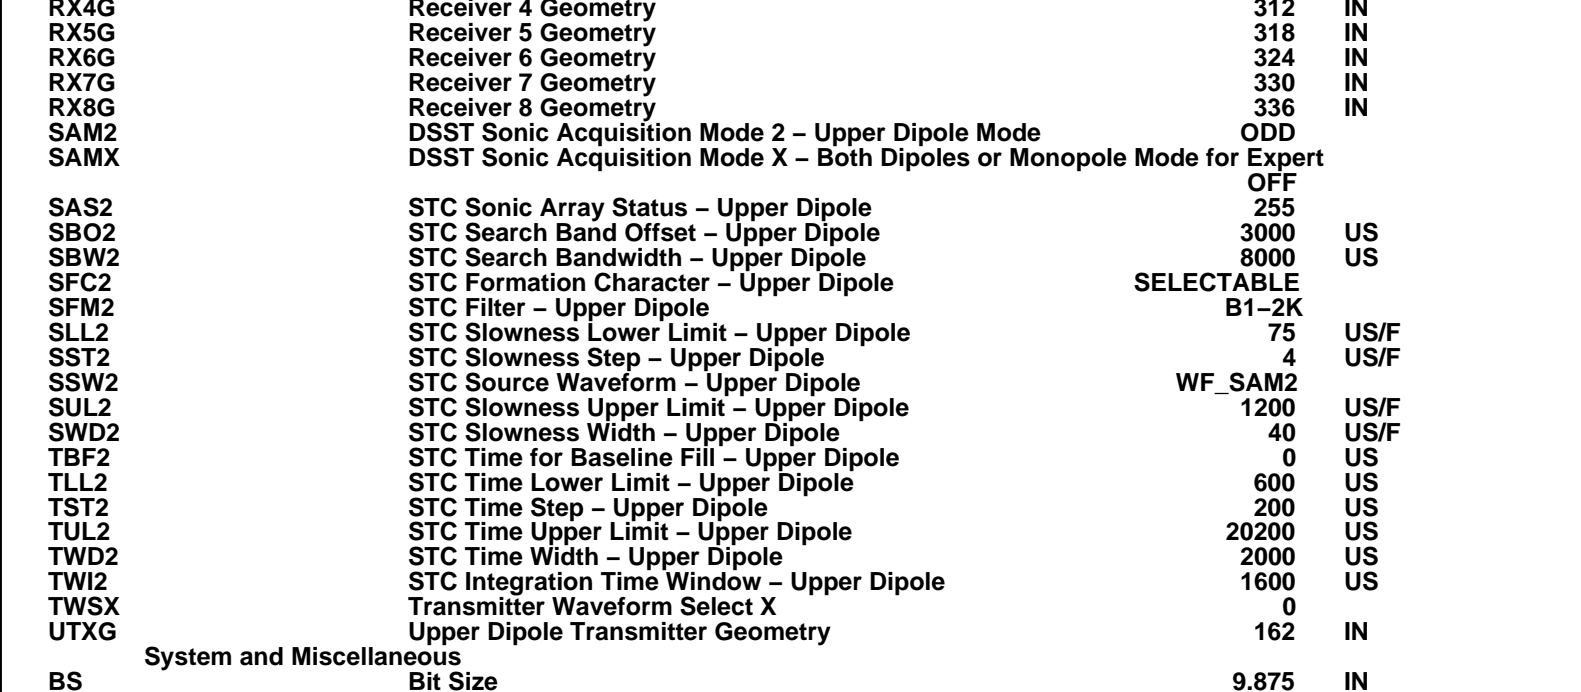 RX4G Receiver 4 Geometry 312 IN
RX5G Receiver 5 Geometry 318 IN
RX6G Receiver 6 Geometry 324 IN
RX7G Receiver 7 Geometry 330 IN
RX8G Receiver 8 Geometry 336 IN
SAM2 DSST Sonic Acquisition Mode 2 – Upper Dipole Mode ODD
SAMX DSST Sonic Acquisition Mode X – Both Dipoles or Monopole Mode for Expert
OFF
SAS2 STC Sonic Array Status – Upper Dipole 255
SBO2 STC Search Band Offset – Upper Dipole 3000 US
SBW2 STC Search Bandwidth – Upper Dipole 8000 US
SFC2 STC Formation Character – Upper Dipole SELECTABLE
SFM2 STC Filter – Upper Dipole B1–2K
SLL2 STC Slowness Lower Limit – Upper Dipole 75 US/F
SST2 STC Slowness Step – Upper Dipole 4 US/F
SSW2 STC Source Waveform – Upper Dipole WF_SAM2
SUL2 STC Slowness Upper Limit – Upper Dipole 1200 US/F
SWD2 STC Slowness Width – Upper Dipole 40 US/F
TBF2 STC Time for Baseline Fill – Upper Dipole 0 US
TLL2 STC Time Lower Limit – Upper Dipole 600 US
TST2 STC Time Step – Upper Dipole 200 US
TUL2 STC Time Upper Limit – Upper Dipole 20200 US
TWD2 STC Time Width – Upper Dipole 2000 US
TWI2 STC Integration Time Window – Upper Dipole 1600 US
TWSX Transmitter Waveform Select X 0
UTXG Upper Dipole Transmitter Geometry 162 IN
System and Miscellaneous
BS Bit Size 9.875 IN